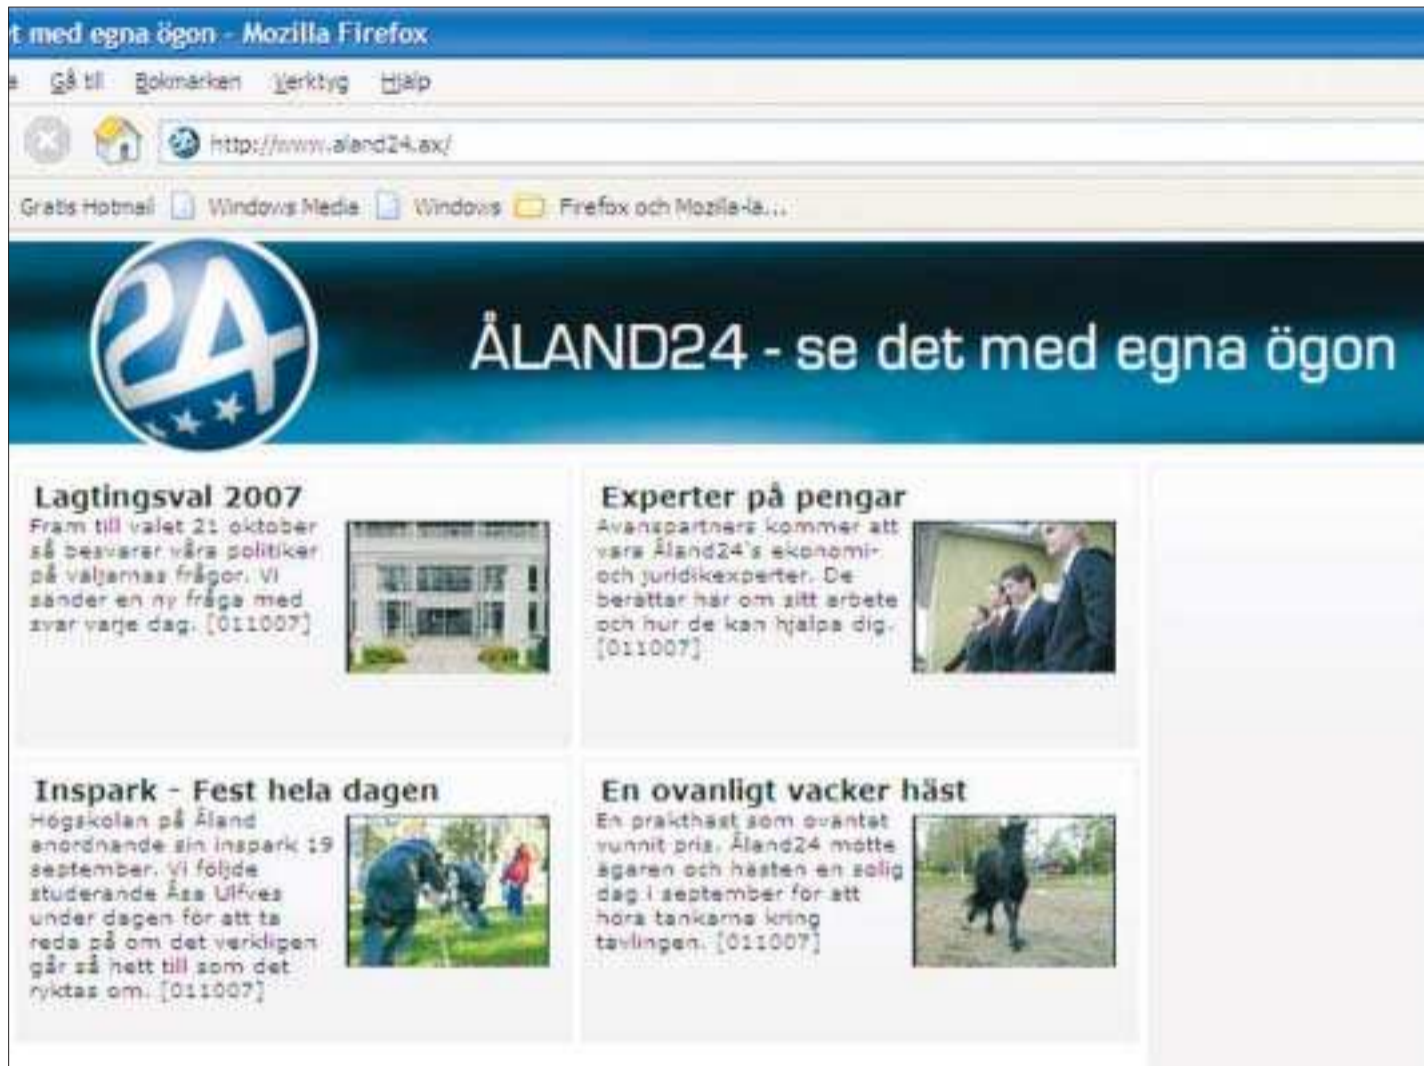 t med egna ögon - Mozilla Firefox
Gå till Bokmärken Verktyg Hjälp
http://www.aland24.ax/
Gratis Hotmail Windows Media Windows Firefox och Mozilla-lä...
24
ÅLAND24 - se det med egna ögon
Lagtingsval 2007
Fram till valet 21 oktober
så besvarar våra politiker
på väljarnas frågor. Vi
sänder en ny fråga med
svar varje dag. [011007]
Experter på pengar
Avanspartners kommer att
vara Åland24's ekonomi-
och juridikexperter. De
berättar här om sitt arbete
och hur de kan hjälpa dig.
[011007]
Inspark - Fest hela dagen
Högskolan på Åland
anordnande sin inspark 19
september. Vi följde
studerande Åsa Ulfves
under dagen för att ta
reda på om det verkligen
går så hett till som det
ryktas om. [011007]
En ovanligt vacker häst
En prakthäst som oväntat
vunnit pris. Åland24 mötte
ägaren och hästen en solig
dag i september för att
höra tankarna kring
tävlingen. [011007]